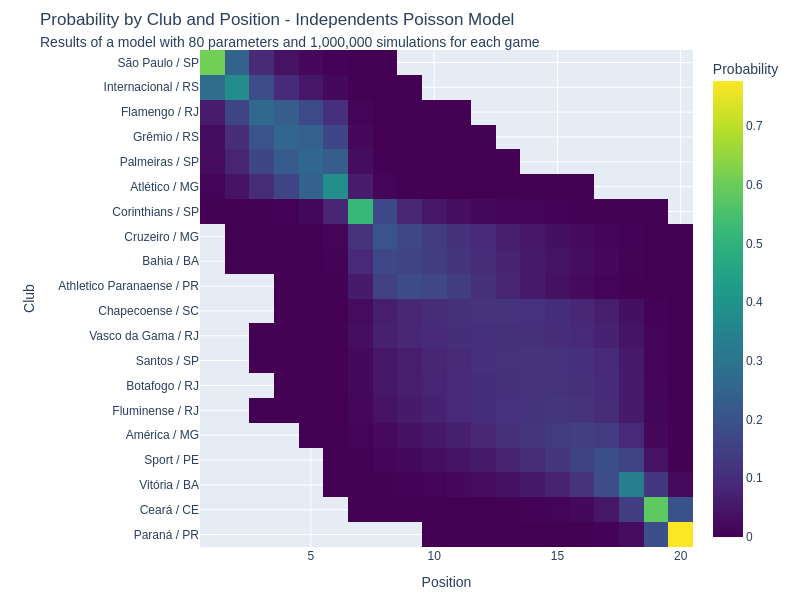 Probability by Club and Position - Independents Poisson Model
Results of a model with 80 parameters and 1,000,000 simulations for each game
Probability
São Paulo / SP
Internacional / RS
Flamengo / RJ
Grêmio / RS
Palmeiras / SP
Atlético / MG
Corinthians / SP
Cruzeiro / MG
Bahia / BA
Athletico Paranaense / PR
Chapecoense / SC
Vasco da Gama / RJ
Santos / SP
Botafogo / RJ
Fluminense / RJ
América / MG
Sport / PE
Vitória / BA
Ceará / CE
Paraná / PR
Club
5
10
15
20
Position
0.7
0.6
0.5
0.4
0.3
0.2
0.1
0